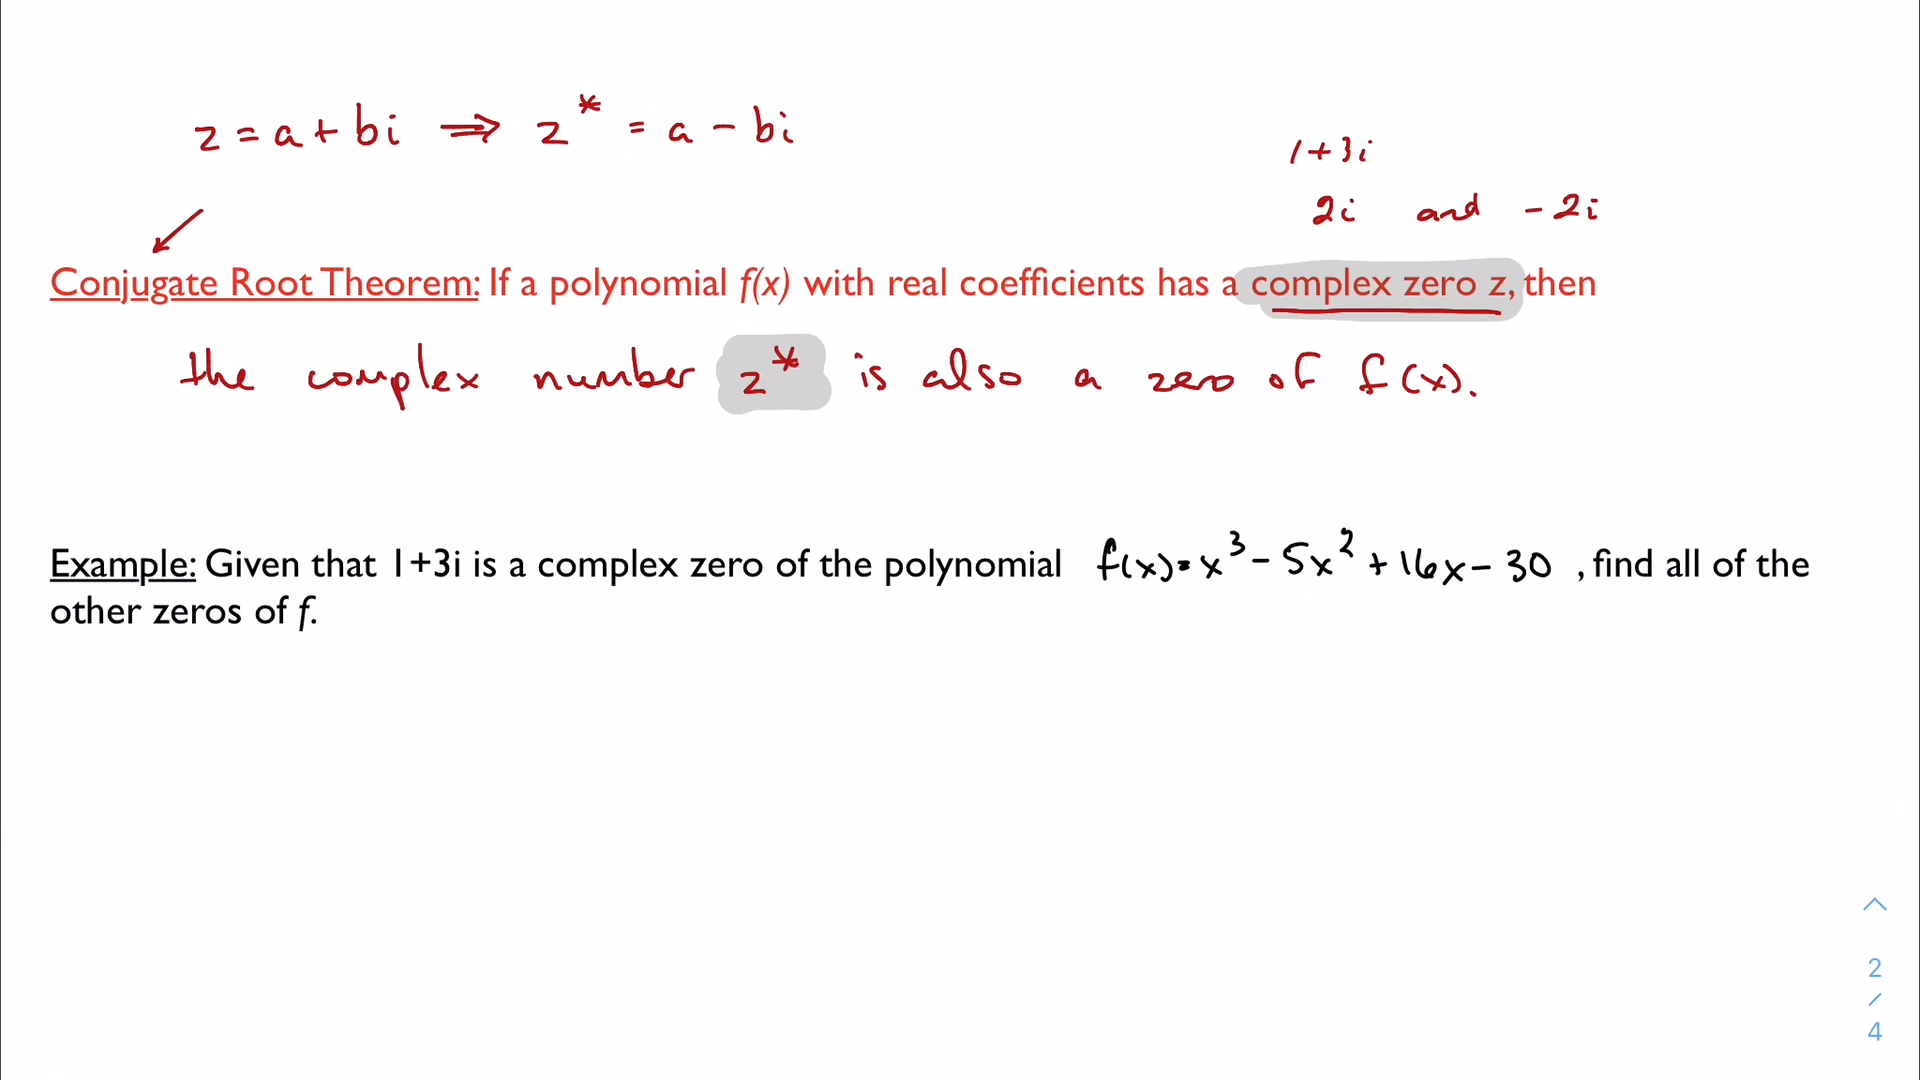 z = a + bi ⟹ z* = a - bi
1+3i
2i and -2i
Conjugate Root Theorem: If a polynomial f(x) with real coefficients has a complex zero z, then
the complex number z* is also a zero of f(x).
Example: Given that 1+3i is a complex zero of the polynomial f(x)=x³-5x²+16x-30, find all of the
other zeros of f.
2
/
4